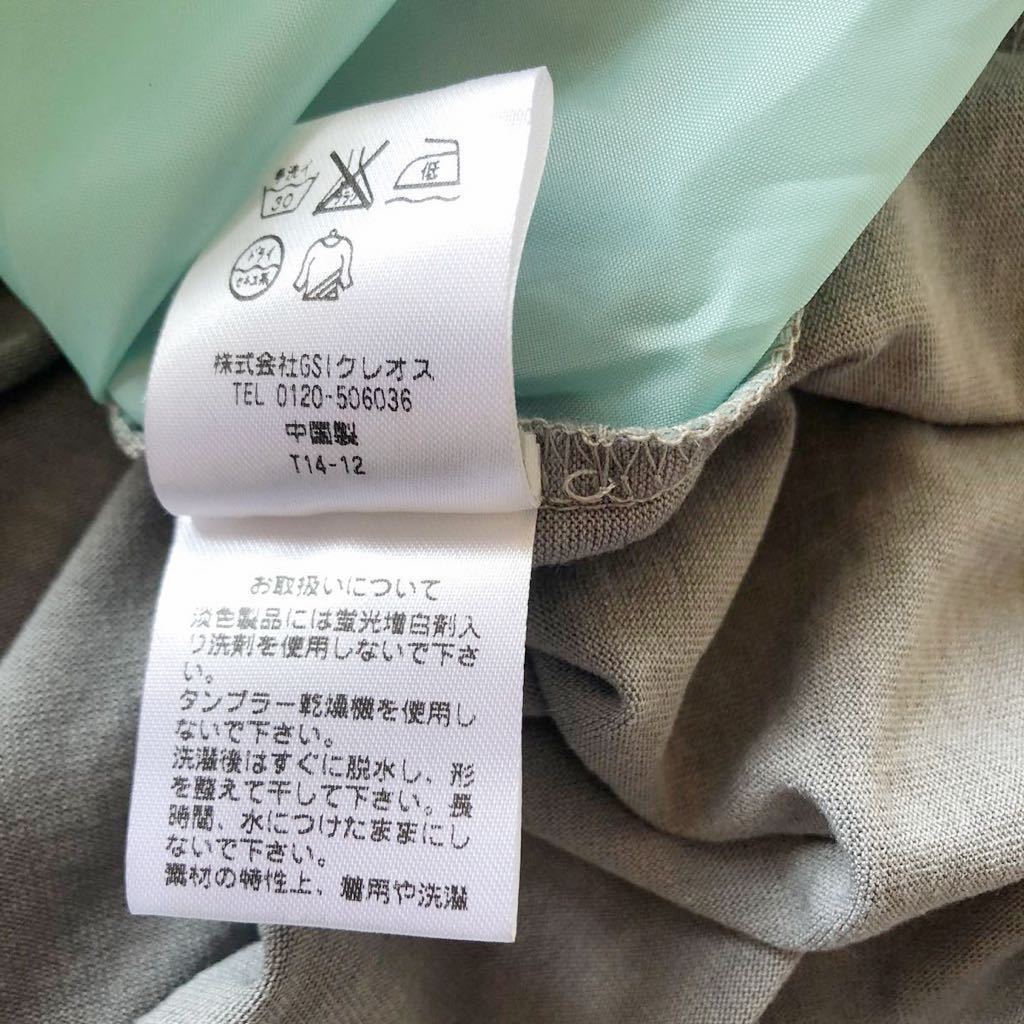 手洗イ
30
低
ドライ
セキユ系
株式会社GSIクレオス
TEL 0120-506036
中国製
T14-12
お取扱いについて
淡色製品には蛍光増白剤入
り洗剤を使用しないで下さ
い。
タンブラー乾燥機を使用し
ないで下さい。
洗濯後はすぐに脱水し、形
を整えて干して下さい。長
時間、水につけたままにし
ないで下さい。
素材の特性上、着用や洗濯